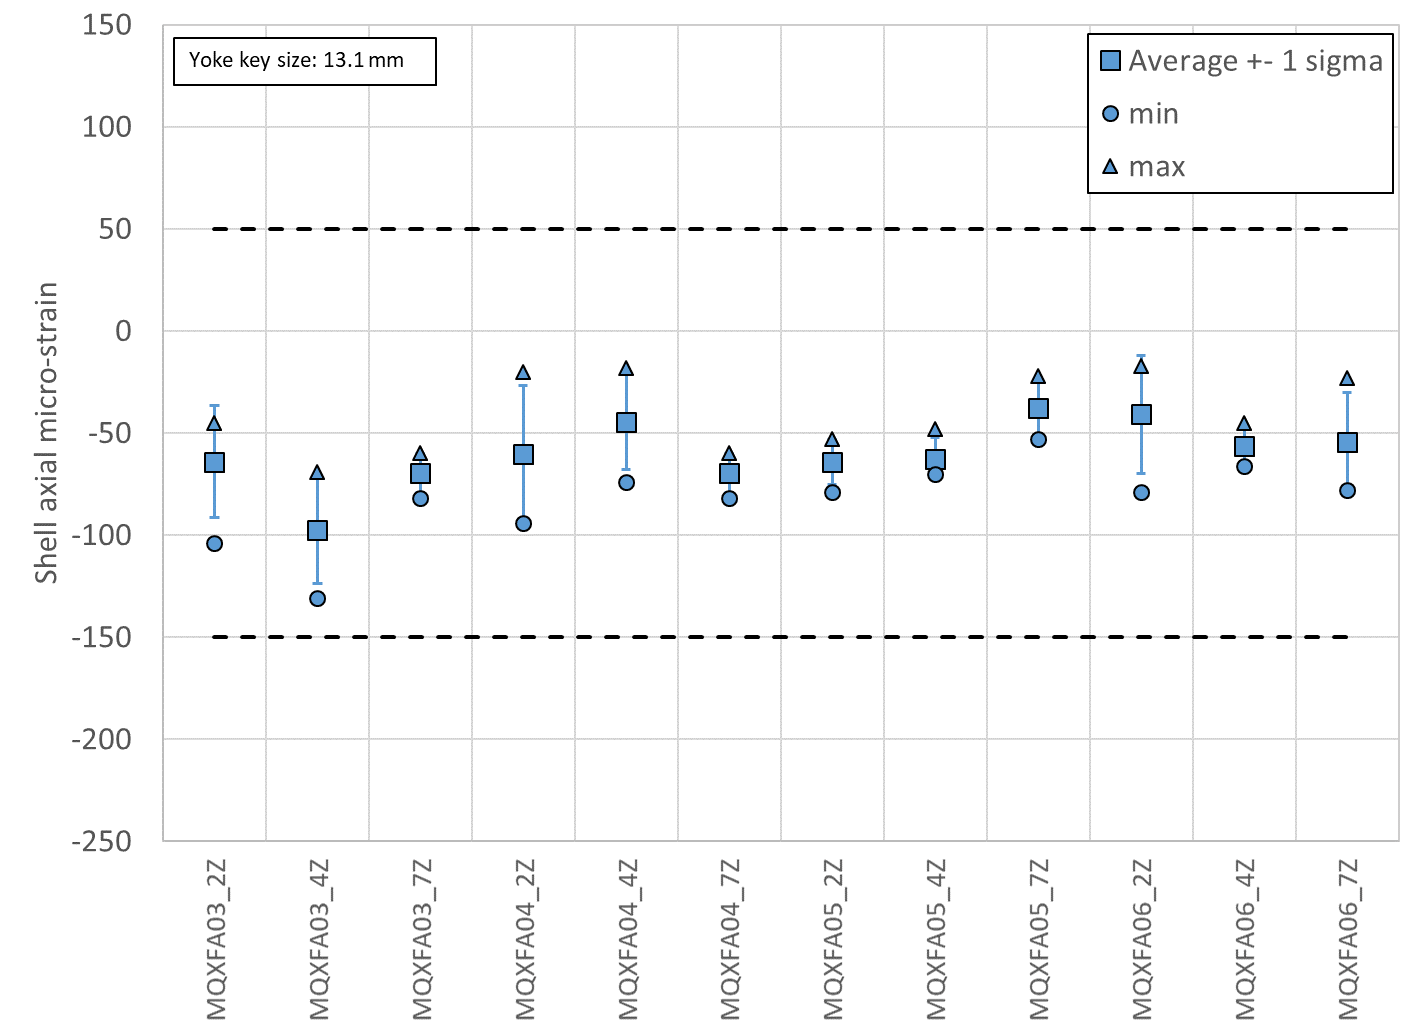 150
100
50
0
-50
-100
-150
-200
-250
Shell axial micro-strain
Yoke key size: 13.1 mm
Average +- 1 sigma
min
max
MQXFA03_2Z
MQXFA03_4Z
MQXFA03_7Z
MQXFA04_2Z
MQXFA04_4Z
MQXFA04_7Z
MQXFA05_2Z
MQXFA05_4Z
MQXFA05_7Z
MQXFA06_2Z
MQXFA06_4Z
MQXFA06_7Z